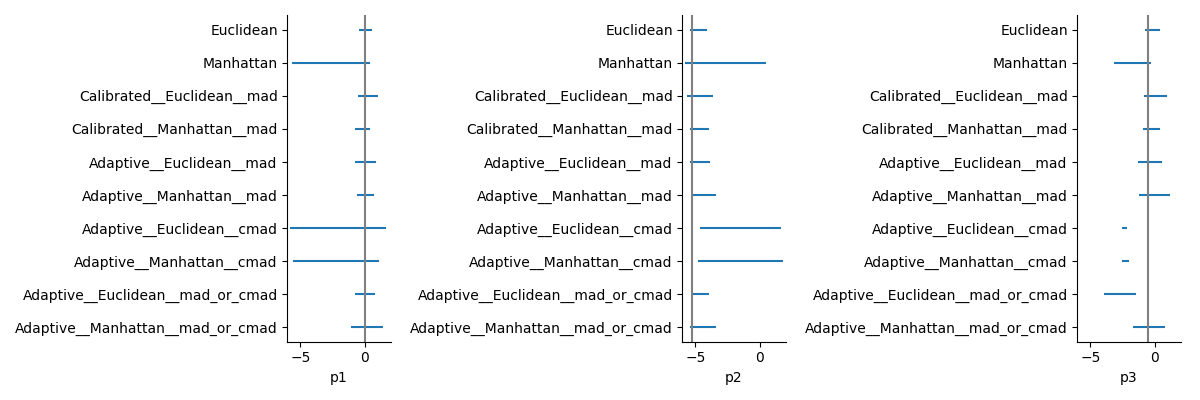 Euclidean
Manhattan
Calibrated__Euclidean__mad
Calibrated__Manhattan__mad
Adaptive__Euclidean__mad
Adaptive__Manhattan__mad
Adaptive__Euclidean__cmad
Adaptive__Manhattan__cmad
Adaptive__Euclidean__mad_or_cmad
Adaptive__Manhattan__mad_or_cmad
−5 0
p1
Euclidean
Manhattan
Calibrated__Euclidean__mad
Calibrated__Manhattan__mad
Adaptive__Euclidean__mad
Adaptive__Manhattan__mad
Adaptive__Euclidean__cmad
Adaptive__Manhattan__cmad
Adaptive__Euclidean__mad_or_cmad
Adaptive__Manhattan__mad_or_cmad
−5 0
p2
Euclidean
Manhattan
Calibrated__Euclidean__mad
Calibrated__Manhattan__mad
Adaptive__Euclidean__mad
Adaptive__Manhattan__mad
Adaptive__Euclidean__cmad
Adaptive__Manhattan__cmad
Adaptive__Euclidean__mad_or_cmad
Adaptive__Manhattan__mad_or_cmad
−5 0
p3